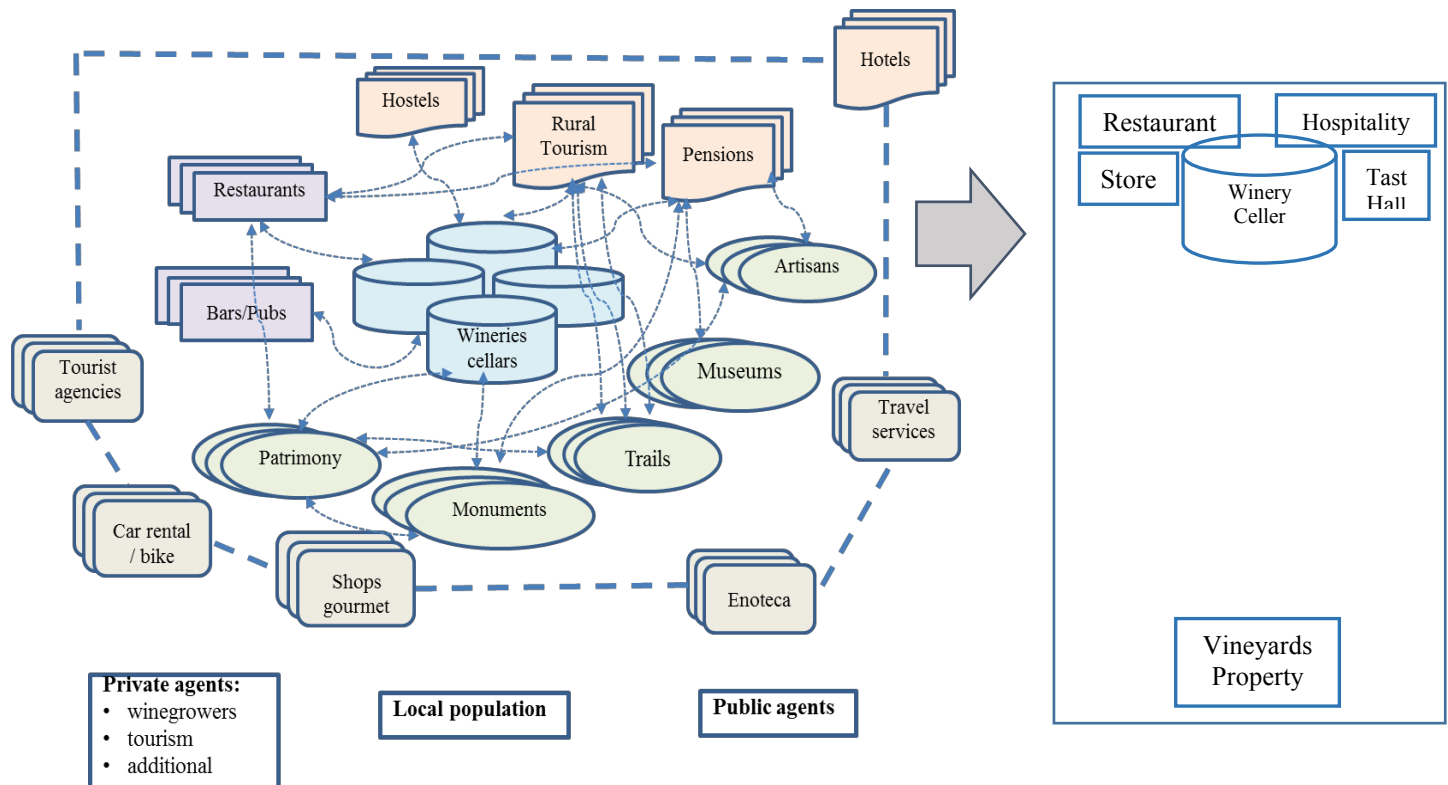 Hotels
Hostels
Rural
Tourism
Pensions
Restaurants
Artisans
Bars/Pubs
Wineries
cellars
Tourist
agencies
Museums
Travel
services
Patrimony
Trails
Monuments
Car rental
/ bike
Shops
gourmet
Enoteca
Private agents:
• winegrowers
• tourism
• additional
Local population
Public agents
Restaurant
Hospitality
Store
Winery
Celler
Tast
Hall
Vineyards
Property